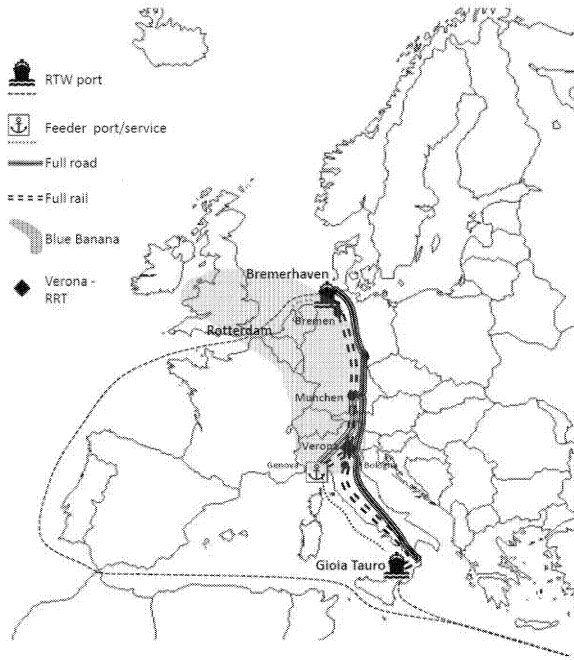 RTW port
Feeder port/service
Full road
Full rail
Blue Banana
Verona -
RRT
Bremerhaven
Bremen
Rotterdam
Munchen
Verona
Genova
Bologna
Gioia Tauro